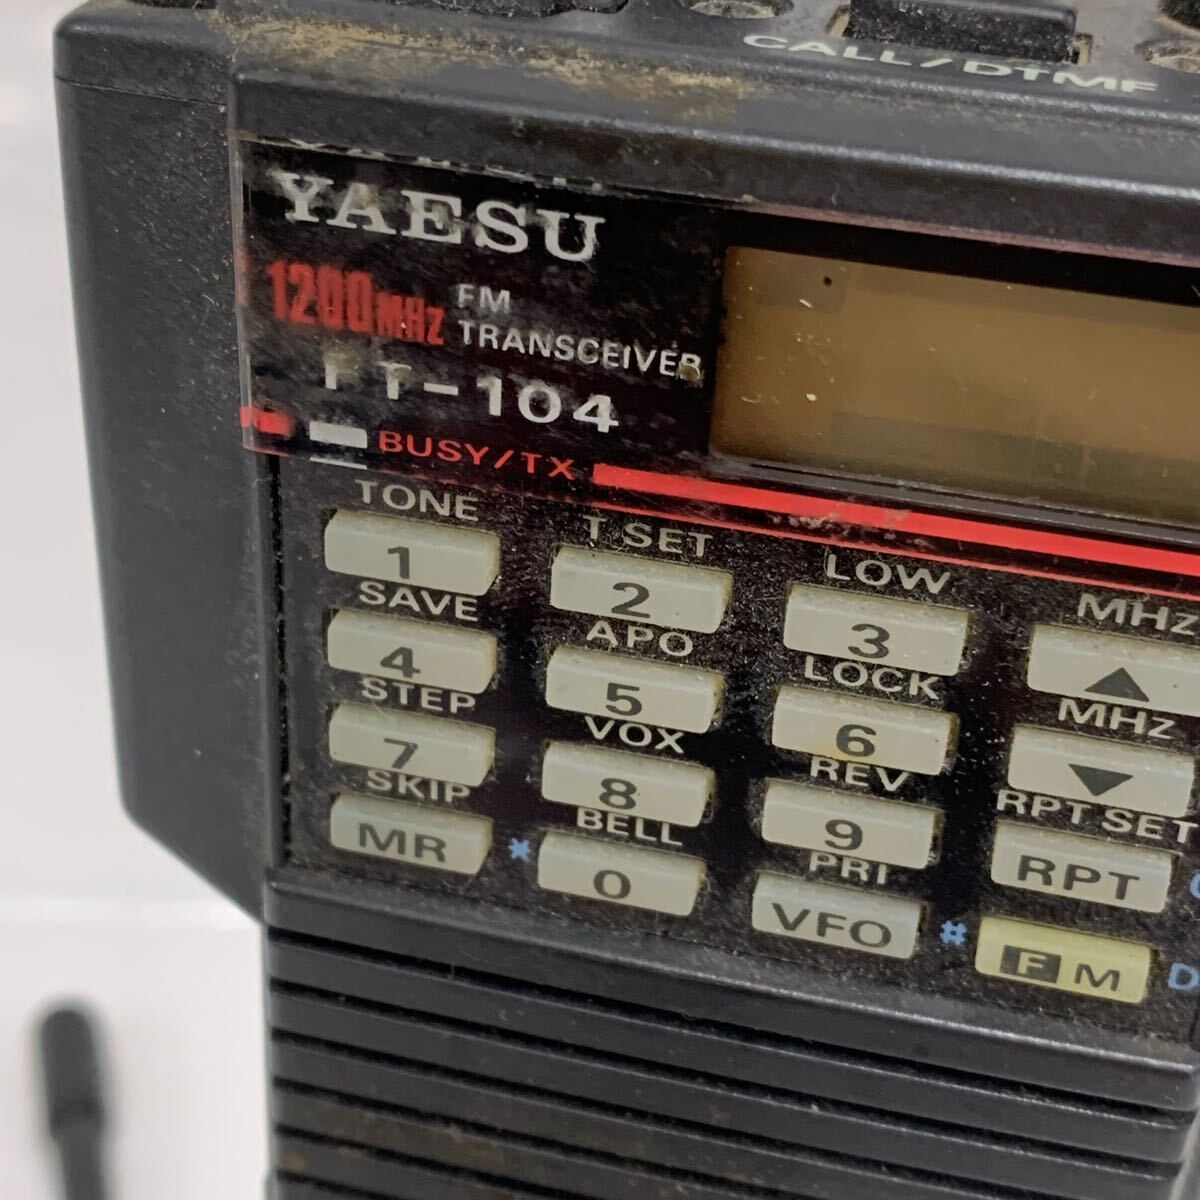 CALL/DTMF
YAESU
1200MHz FM
TRANSCEIVER
FT-104
BUSY/TX
TONE T SET LOW MHz
1 2 3 ▲
SAVE APO LOCK MHz
4 5 6 ▼
STEP VOX REV RPT SET
7 8 9 RPT
SKIP BELL PRI
MR * 0 VFO # F M D